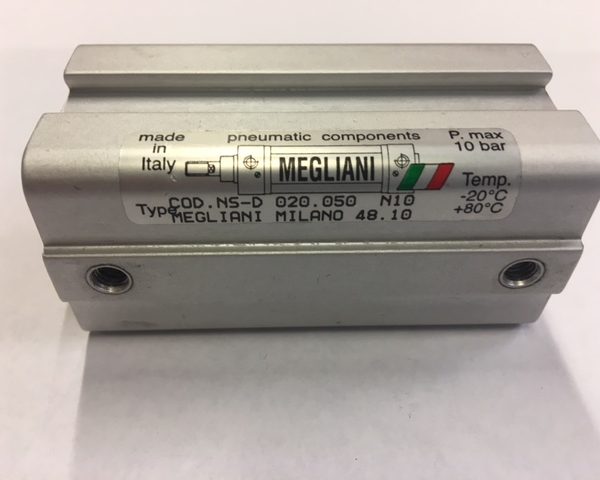 made in Italy
pneumatic components
P. max 10 bar
MEGLIANI
Temp. -20°C +80°C
Type
COD.NS-D 020.050 N10
MEGLIANI MILANO 48.10